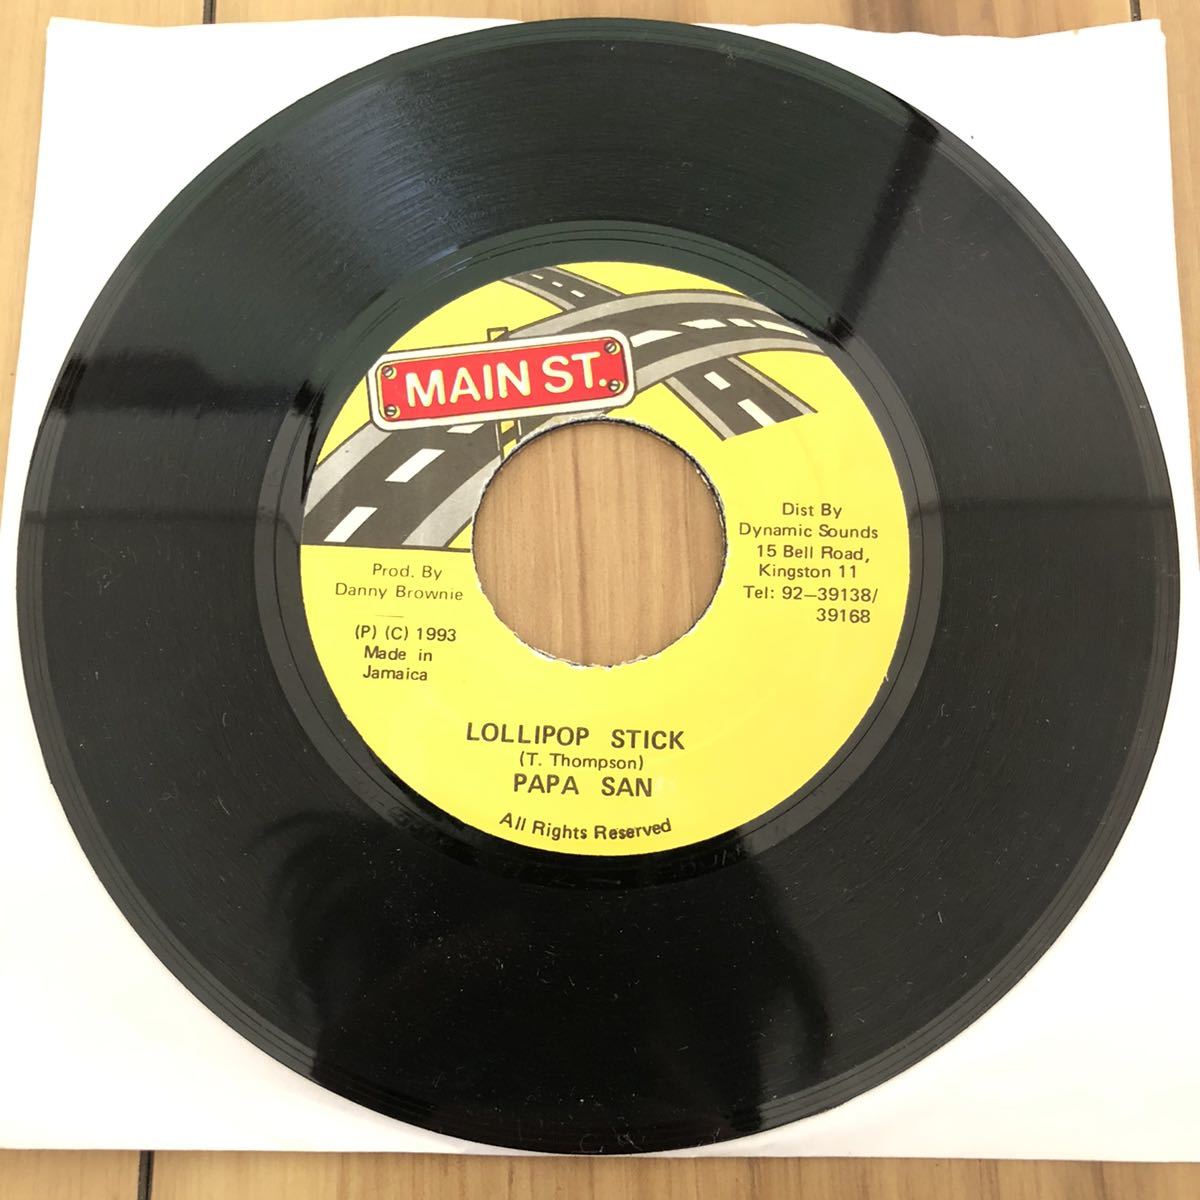 MAIN ST.
Prod. By
Danny Brownie
(P) (C) 1993
Made in
Jamaica
Dist By
Dynamic Sounds
15 Bell Road,
Kingston 11
Tel: 92—39138/
39168
LOLLIPOP STICK
(T. Thompson)
PAPA SAN
All Rights Reserved